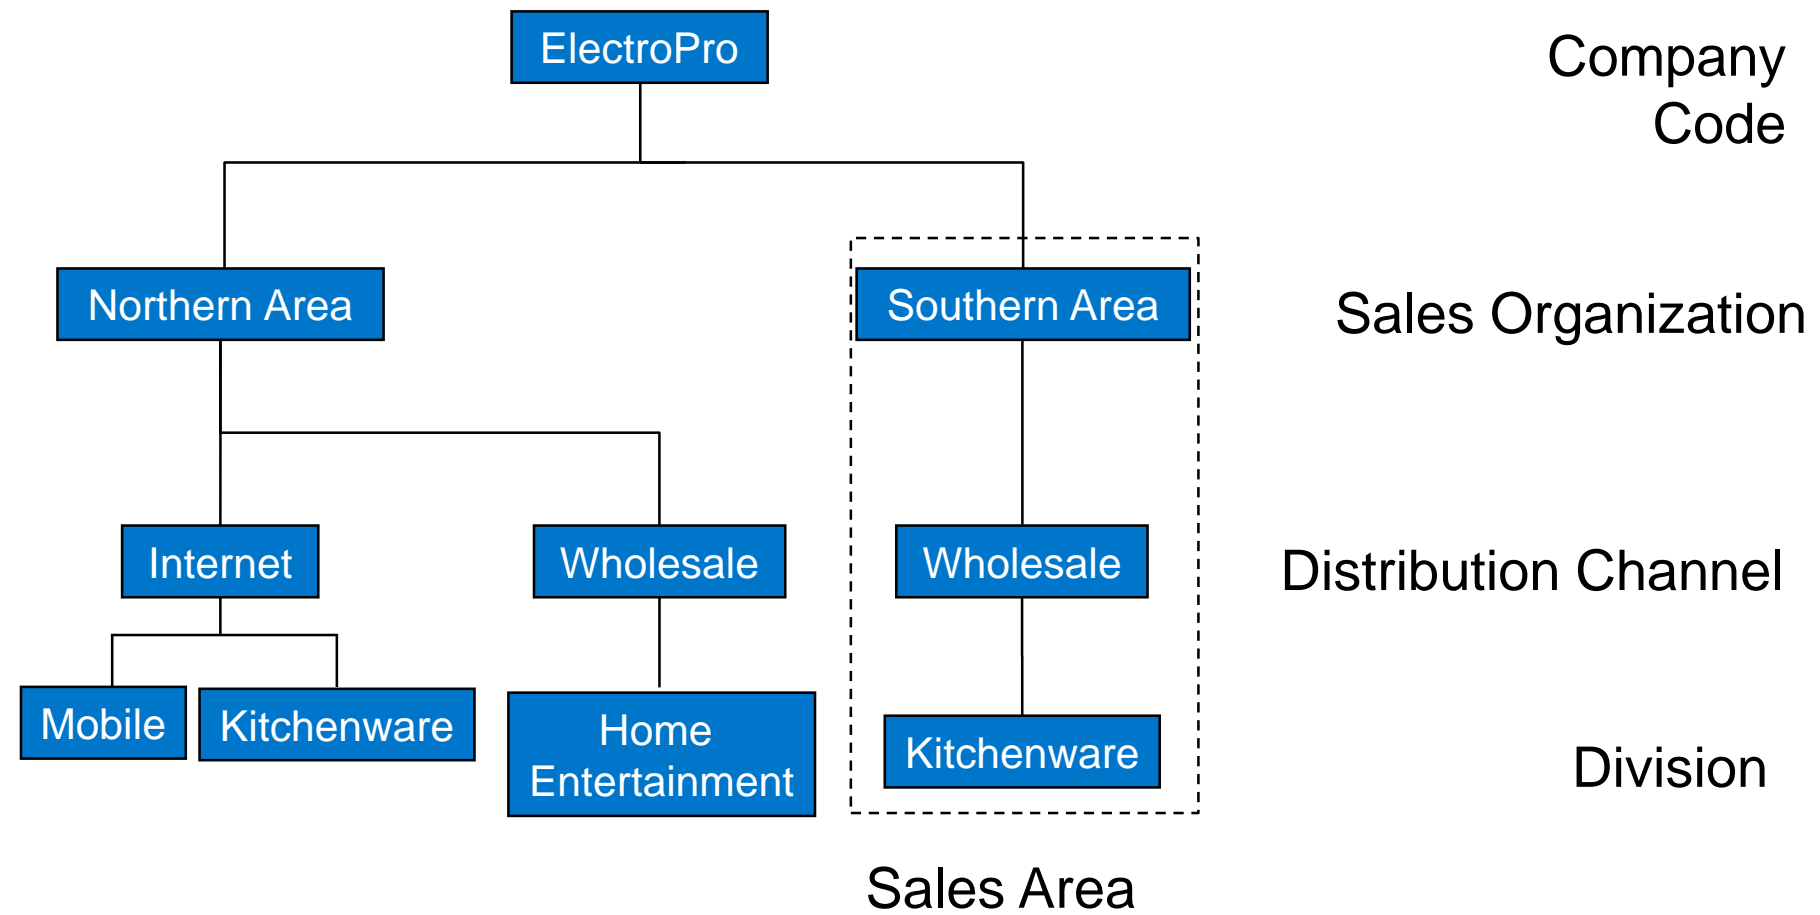 ElectroPro
Company
Code
Northern Area
Southern Area
Sales Organization
Internet
Wholesale
Wholesale
Distribution Channel
Mobile
Kitchenware
Home
Entertainment
Kitchenware
Division
Sales Area